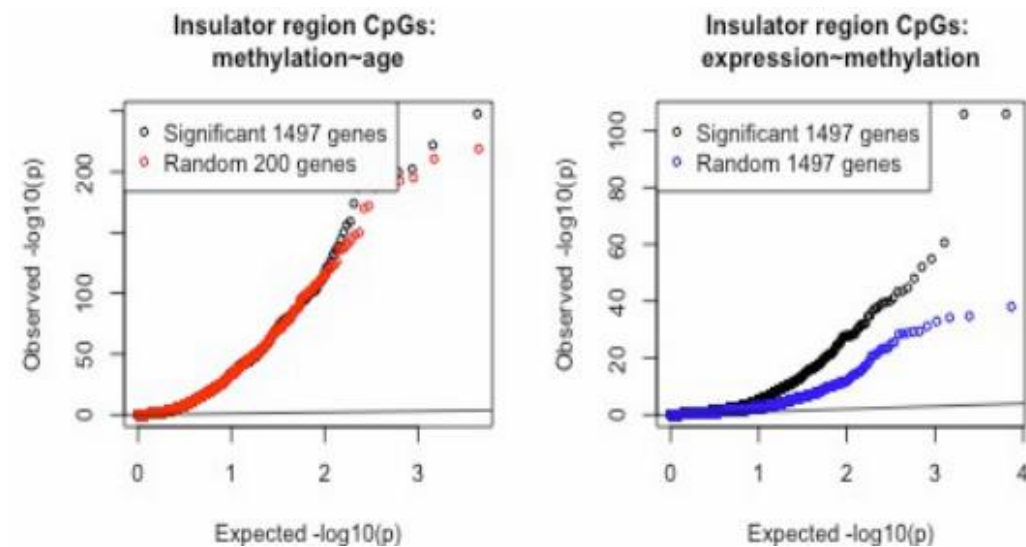 Insulator region CpGs:
methylation~age
Significant 1497 genes
Random 200 genes
Observed -log10(p)
0
50
100
200
0
1
2
3
Expected -log10(p)
Insulator region CpGs:
expression~methylation
Significant 1497 genes
Random 1497 genes
Observed -log10(p)
0
20
40
60
80
100
0
1
2
3
4
Expected -log10(p)